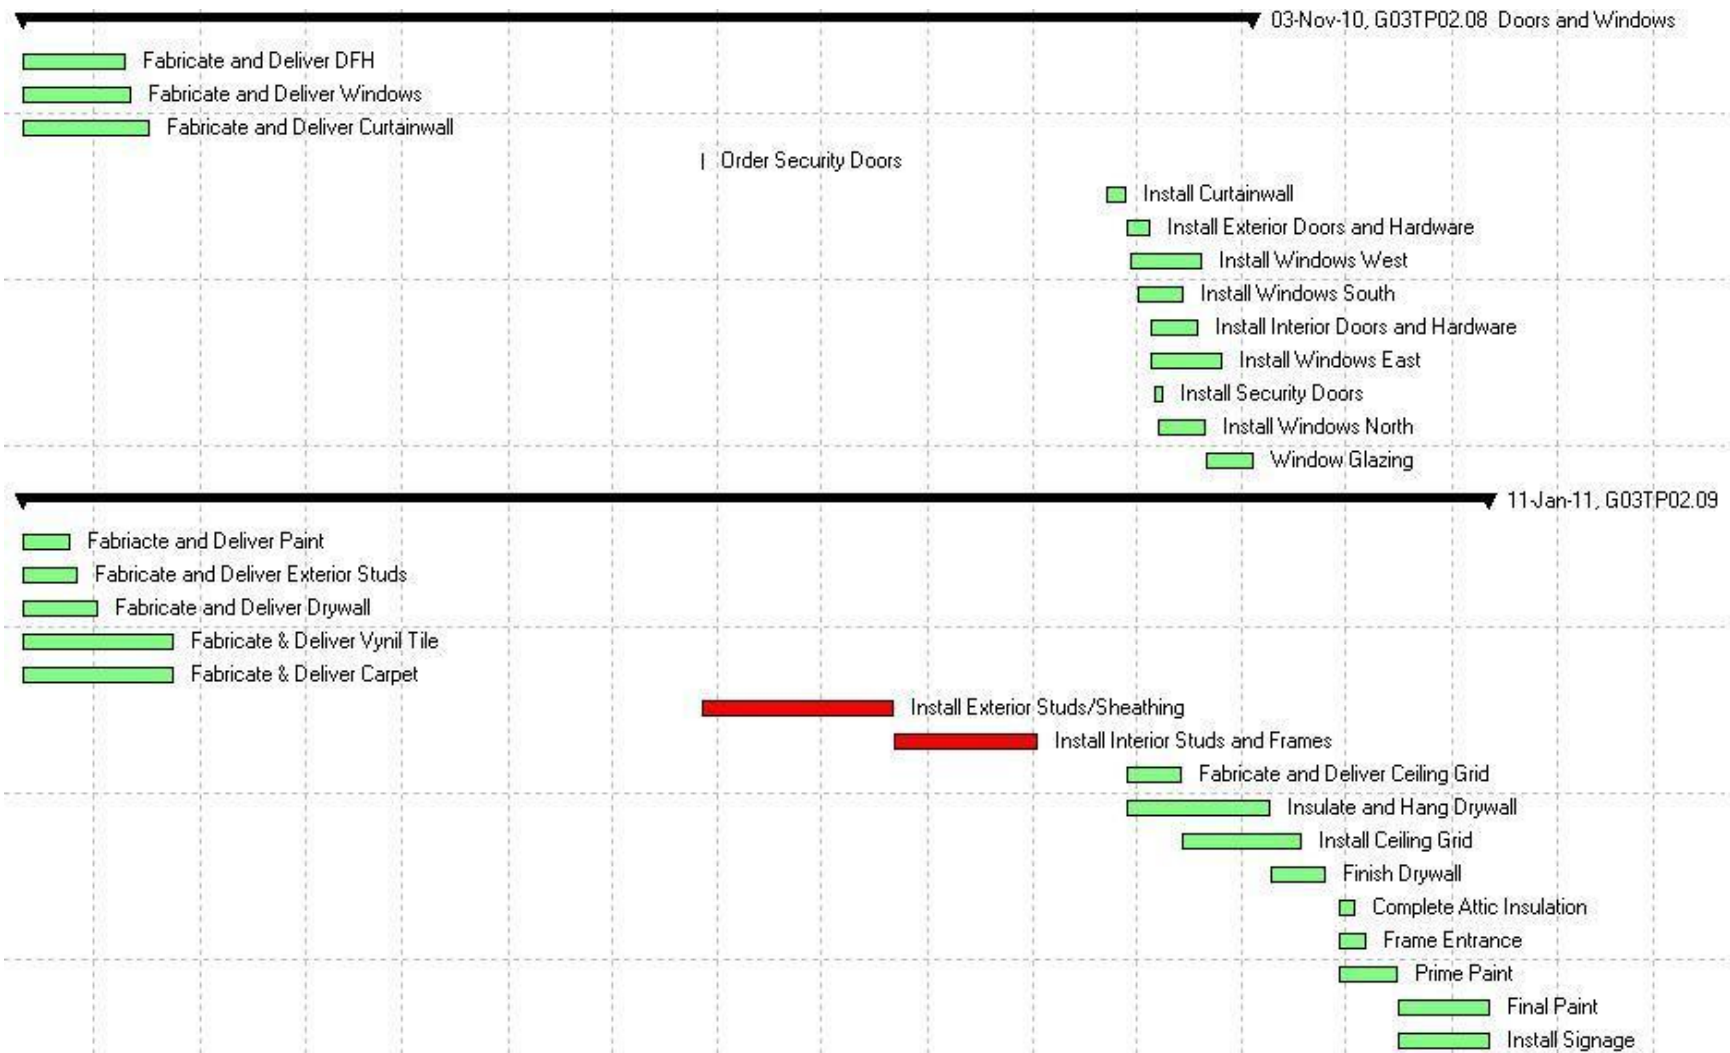 03-Nov-10, G03TP02.08 Doors and Windows
Fabricate and Deliver DFH
Fabricate and Deliver Windows
Fabricate and Deliver Curtainwall
Order Security Doors
Install Curtainwall
Install Exterior Doors and Hardware
Install Windows West
Install Windows South
Install Interior Doors and Hardware
Install Windows East
Install Security Doors
Install Windows North
Window Glazing
11-Jan-11, G03TP02.09
Fabriacte and Deliver Paint
Fabricate and Deliver Exterior Studs
Fabricate and Deliver Drywall
Fabricate & Deliver Vynil Tile
Fabricate & Deliver Carpet
Install Exterior Studs/Sheathing
Install Interior Studs and Frames
Fabricate and Deliver Ceiling Grid
Insulate and Hang Drywall
Install Ceiling Grid
Finish Drywall
Complete Attic Insulation
Frame Entrance
Prime Paint
Final Paint
Install Signage